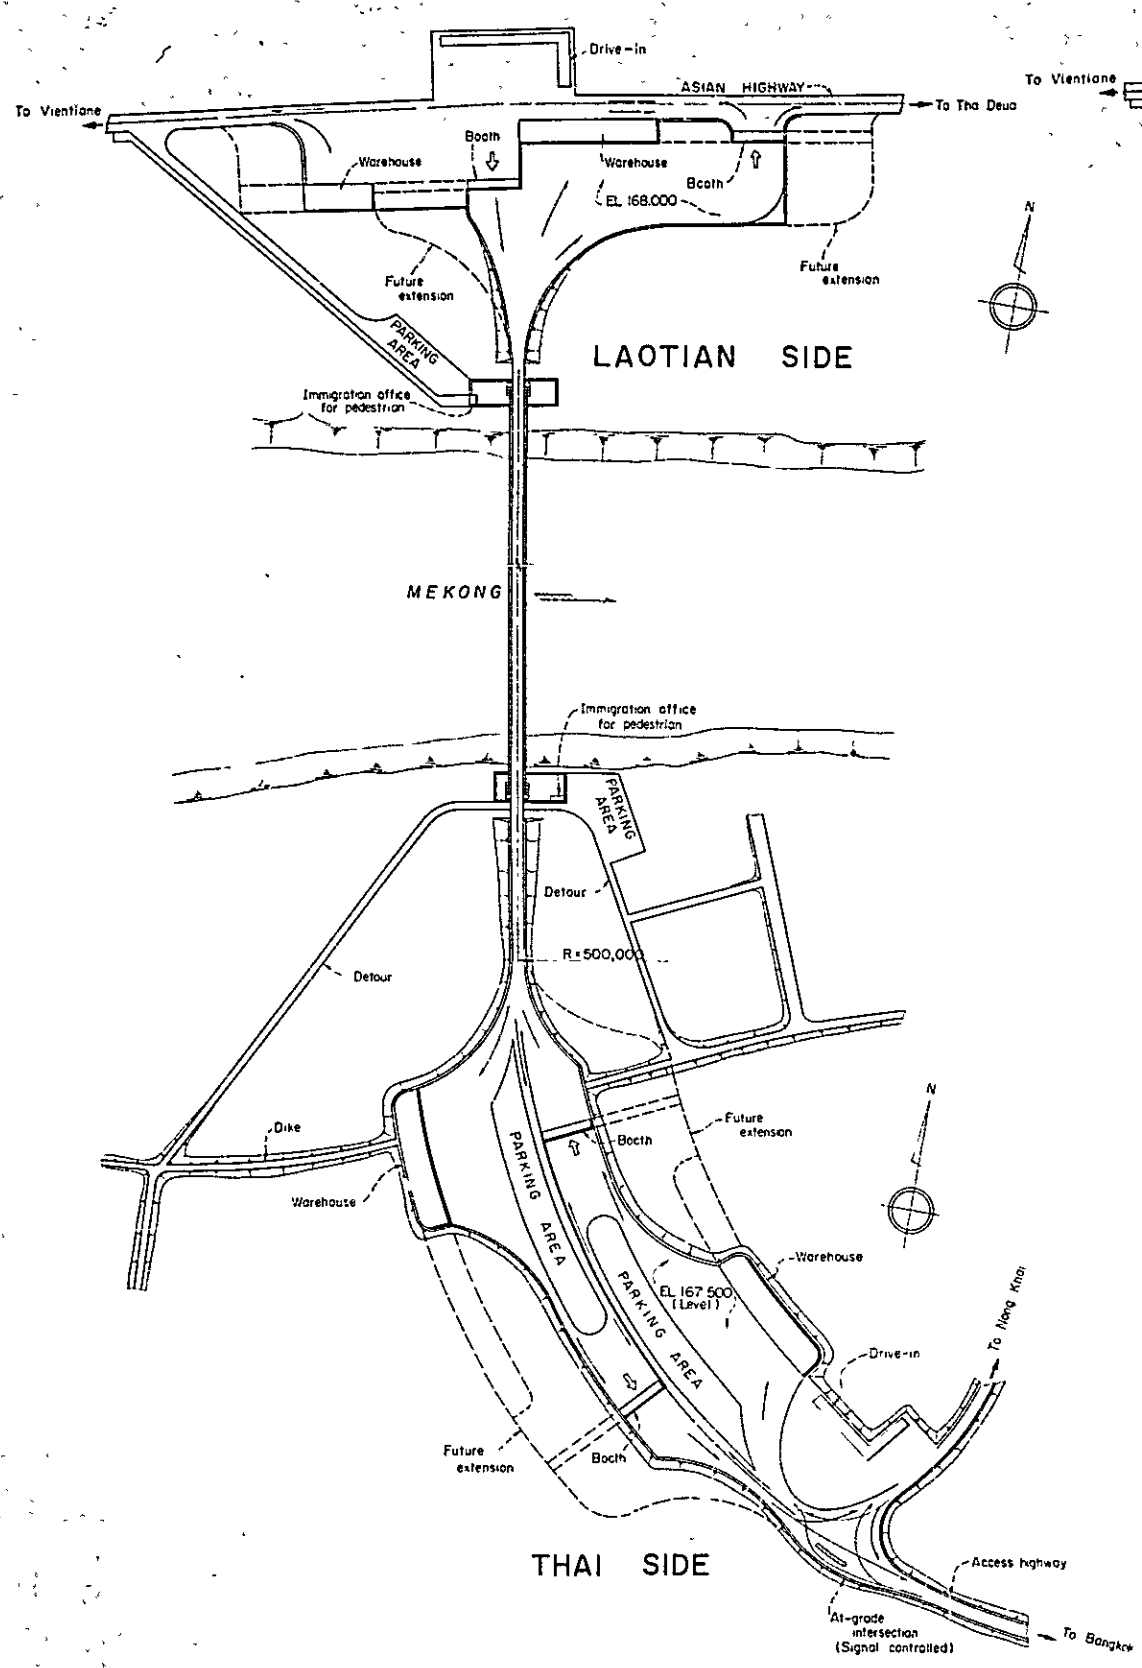 Drive-in
ASIAN HIGHWAY
To Vientiane
To Vientiane
To Tha Deua
Booth
Warehouse
Warehouse
Booth
EL 168.000
N
Future
extension
Future
extension
PARKING
AREA
LAOTIAN SIDE
Immigration office
for pedestrian
MEKONG
Immigration office
for pedestrian
PARKING
AREA
Detour
R=500,000
Detour
N
Dike
Booth
Future
extension
PARKING AREA
Warehouse
Warehouse
EL 167 500
(Level)
PARKING AREA
To Nong Khai
Drive-in
Future
extension
Booth
THAI SIDE
Access highway
At-grade
intersection
(Signal controlled)
To Bangkok